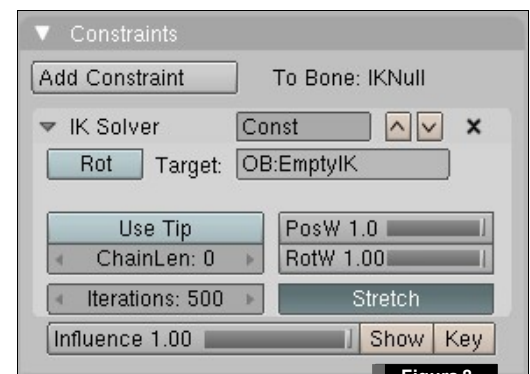 Constraints
Add Constraint To Bone: IKNull
IK Solver Const
Rot Target: OB:EmptyIK
Use Tip PosW 1.0
ChainLen: 0 RotW 1.00
Iterations: 500 Stretch
Influence 1.00 Show Key